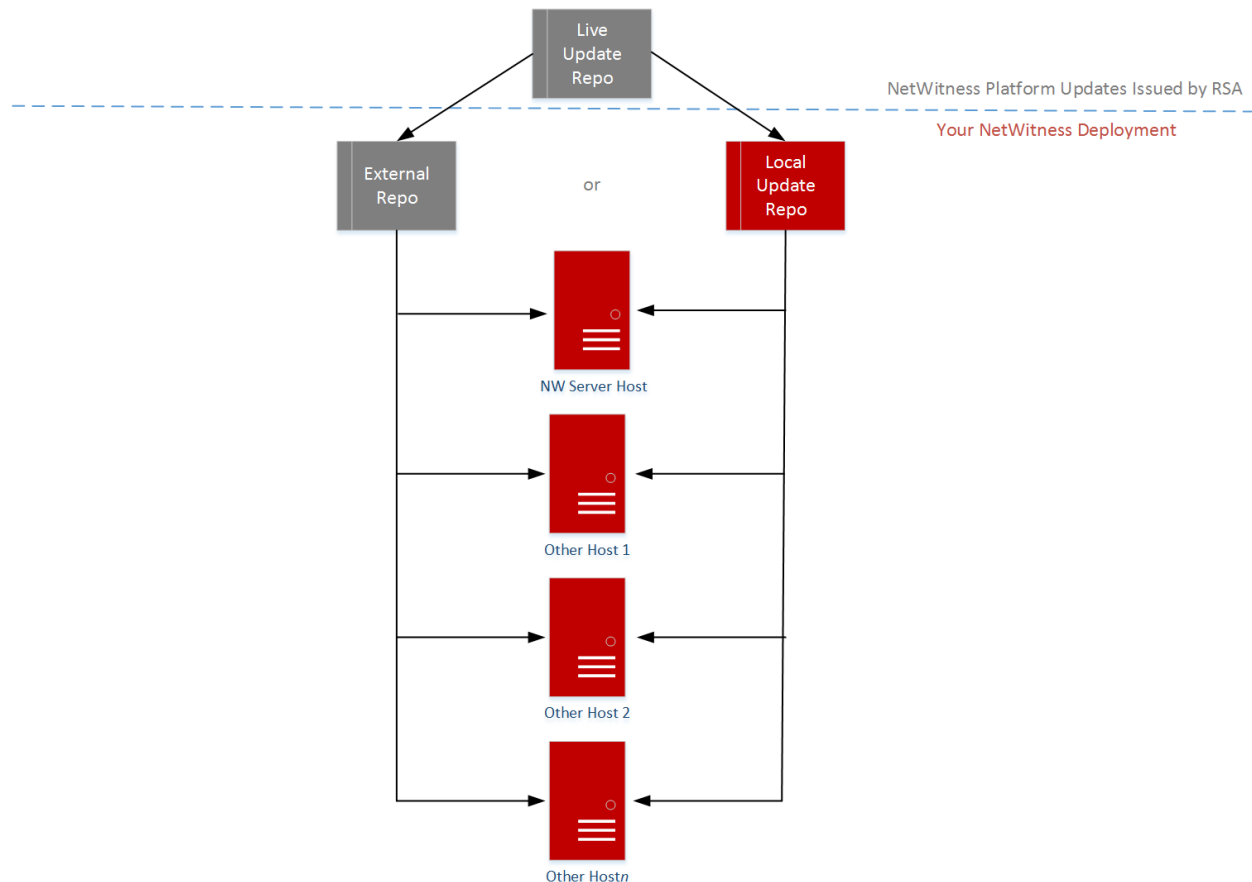 Live
Update
Repo
NetWitness Platform Updates Issued by RSA
Your NetWitness Deployment
External
Repo
or
Local
Update
Repo
NW Server Host
Other Host 1
Other Host 2
Other Hostn